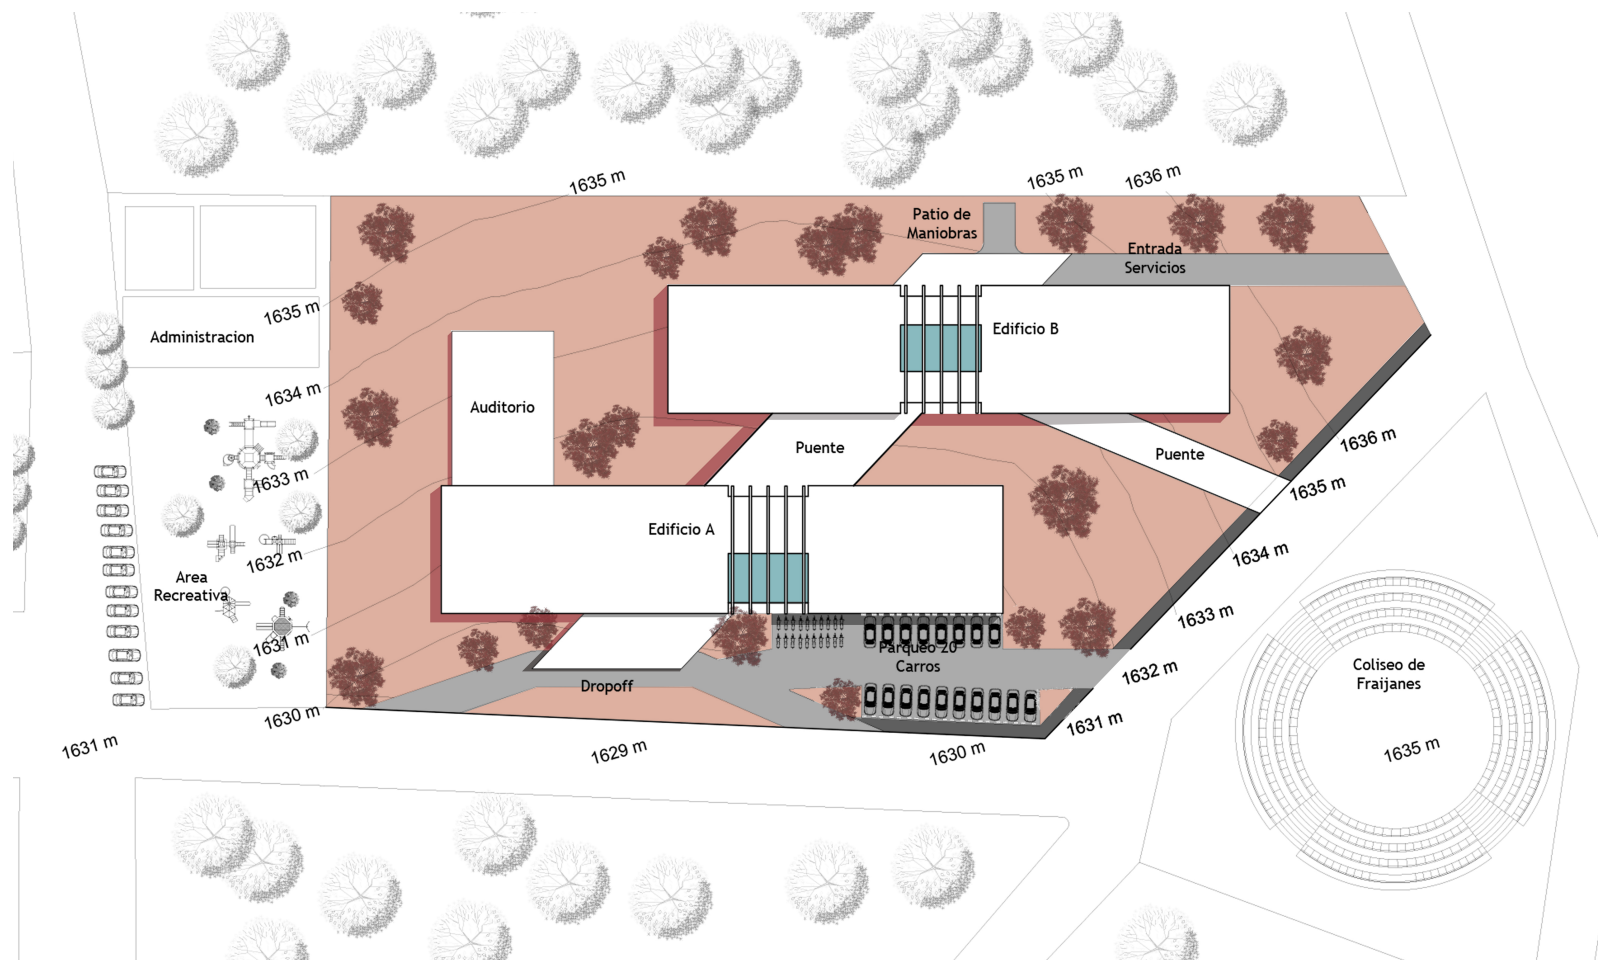 1635 m
1635 m
1636 m
Patio de
Maniobras
Entrada
Servicios
1635 m
Administracion
Edificio B
1634 m
Auditorio
Puente
Puente
1636 m
1633 m
1635 m
Edificio A
1632 m
1634 m
Area
Recreativa
1633 m
1631 m
Parqueo 20
Carros
Coliseo de
Fraijanes
1632 m
Dropoff
1630 m
1631 m
1631 m
1629 m
1630 m
1635 m